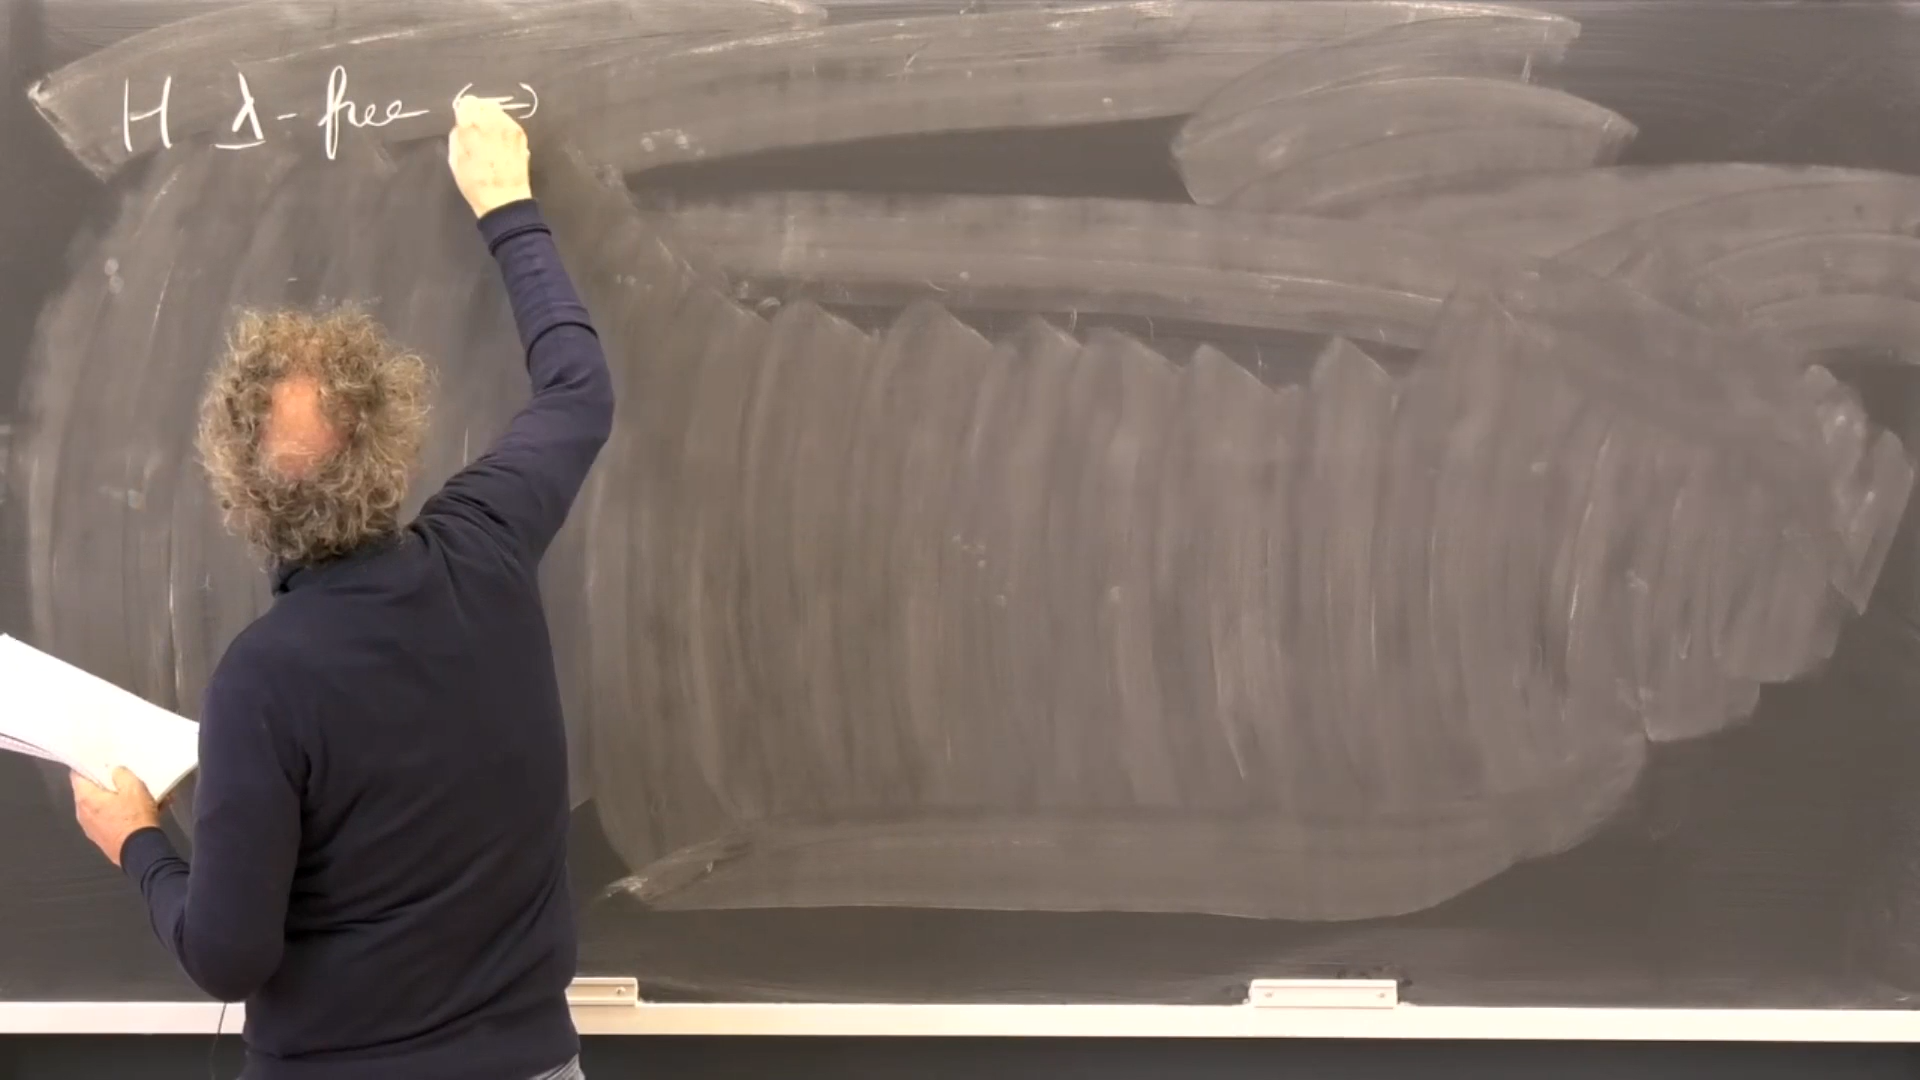 H λ - free (=)